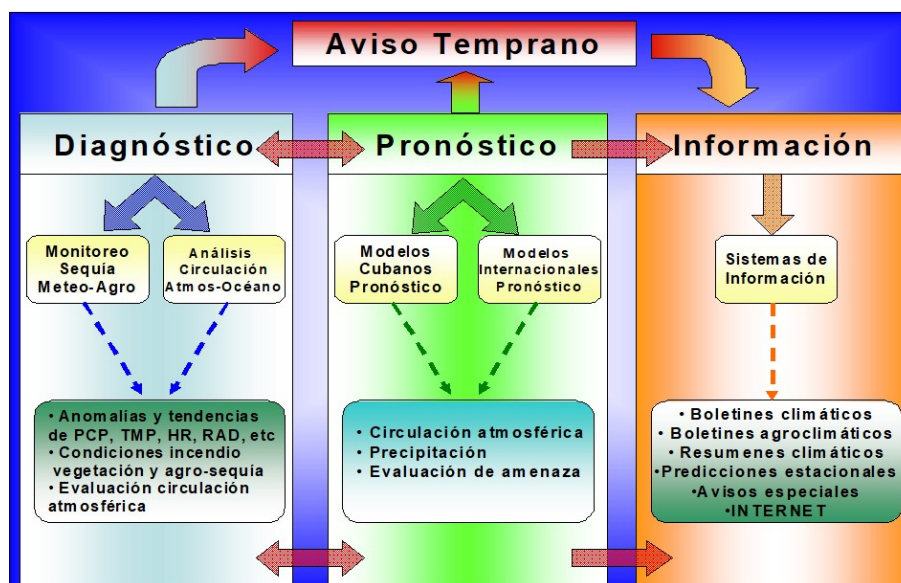 Aviso Temprano
Diagnóstico
Pronóstico
Información
Monitoreo
Sequía
Meteo-Agro
Análisis
Circulación
Atmos-Océano
Modelos
Cubanos
Pronóstico
Modelos
Internacionales
Pronóstico
Sistemas de
Información
• Anomalías y tendencias
de PCP, TMP, HR, RAD, etc
• Condiciones incendio
vegetación y agro-sequía
• Evaluación circulación
atmosférica
• Circulación atmosférica
• Precipitación
• Evaluación de amenaza
• Boletines climáticos
• Boletines agroclimáticos
• Resumenes climáticos
•Predicciones estacionales
•Avisos especiales
•INTERNET